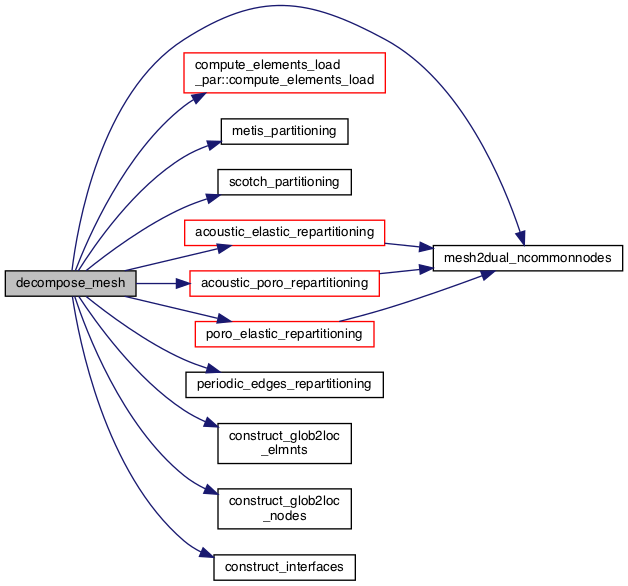 compute_elements_load
_par::compute_elements_load
metis_partitioning
scotch_partitioning
acoustic_elastic_repartitioning
mesh2dual_ncommonnodes
decompose_mesh
acoustic_poro_repartitioning
poro_elastic_repartitioning
periodic_edges_repartitioning
construct_glob2loc
_elmnts
construct_glob2loc
_nodes
construct_interfaces